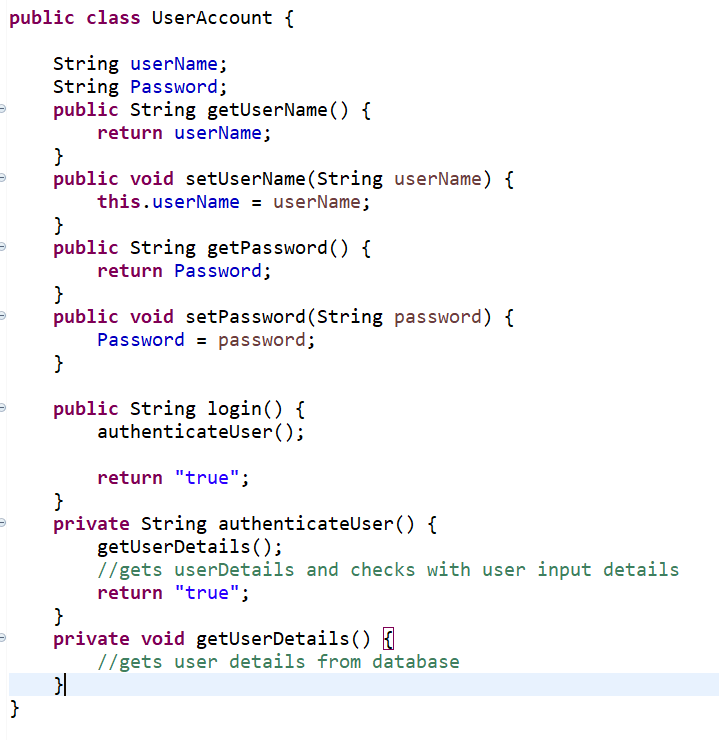 public class UserAccount {
String userName;
String Password;
public String getUserName() {
return userName;
}
public void setUserName(String userName) {
this.userName = userName;
}
public String getPassword() {
return Password;
}
public void setPassword(String password) {
Password = password;
}
public String login() {
authenticateUser();
return "true";
}
private String authenticateUser() {
getUserDetails();
//gets userDetails and checks with user input details
return "true";
}
private void getUserDetails() {
//gets user details from database
}
}